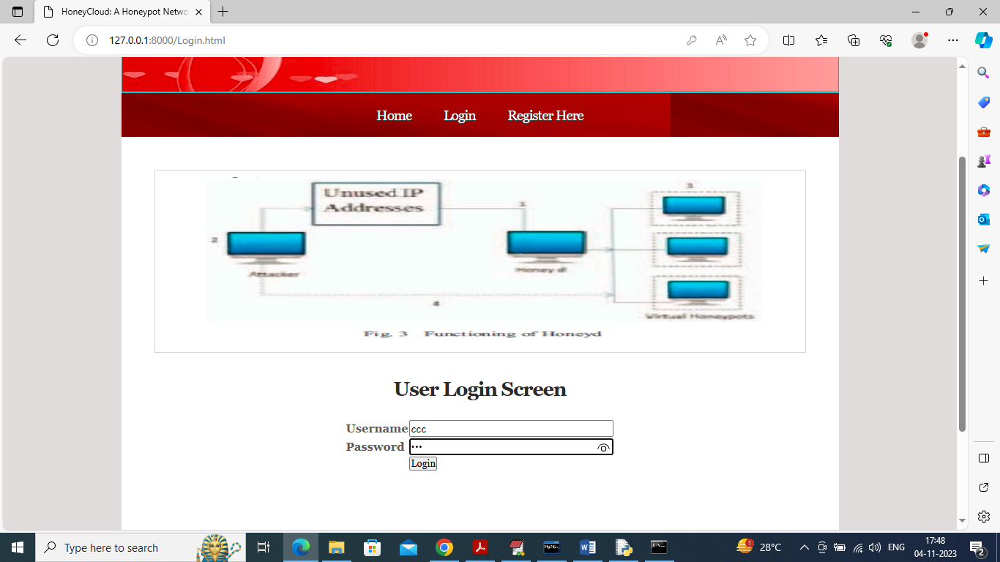 HoneyCloud: A Honeypot Netwo
127.0.0.1:8000/Login.html
Home Login Register Here
Unused IP
Addresses
1
3
2
Attacker
Honey d
4
Virtual Honeypots
Fig. 3 Functioning of Honeyd
User Login Screen
Username ccc
Password •••
Login
Type here to search
28°C
ENG
17:48
04-11-2023
1
2